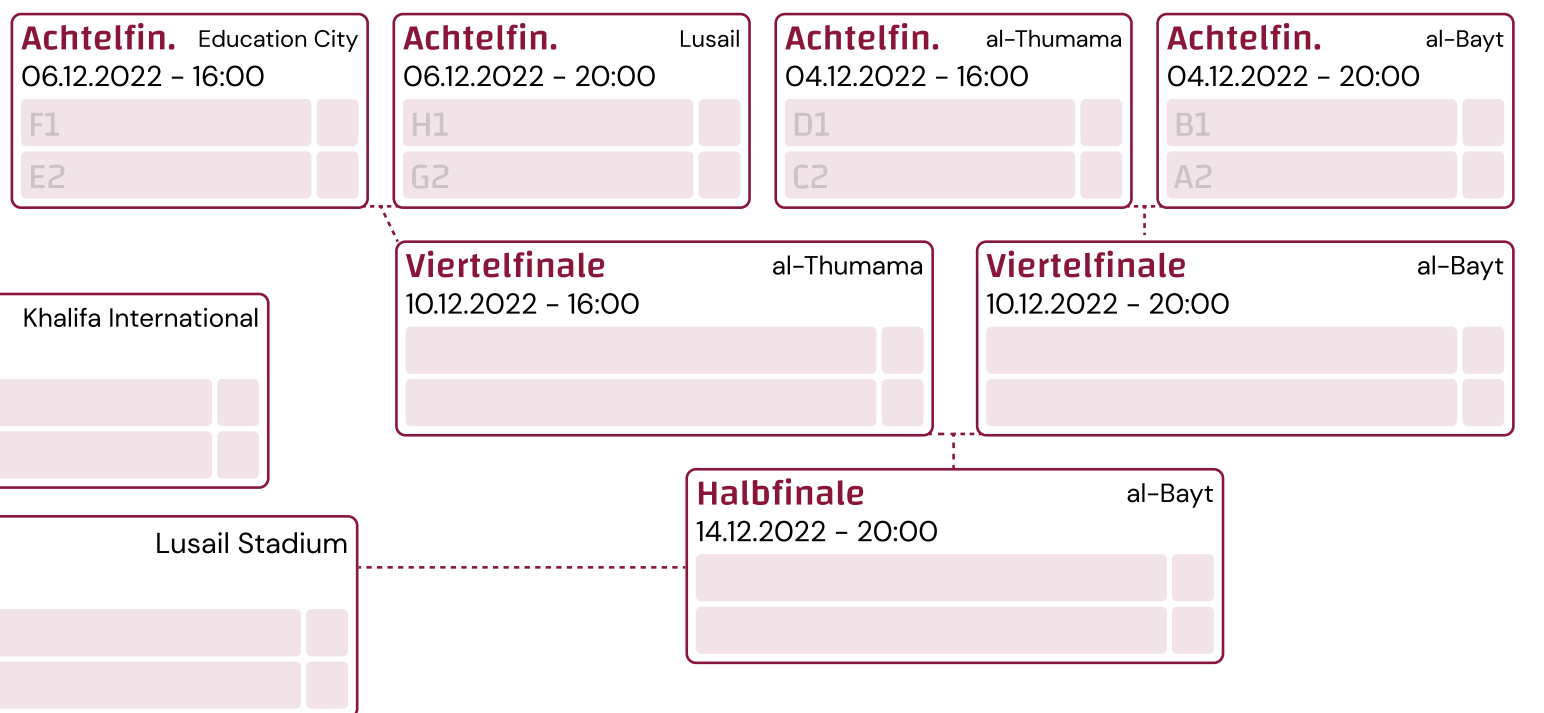 Achtelfin. Education City
06.12.2022 - 16:00
F1
E2
Achtelfin. Lusail
06.12.2022 - 20:00
H1
G2
Achtelfin. al-Thumama
04.12.2022 - 16:00
D1
C2
Achtelfin. al-Bayt
04.12.2022 - 20:00
B1
A2
Viertelfinale al-Thumama
10.12.2022 - 16:00
Viertelfinale al-Bayt
10.12.2022 - 20:00
Khalifa International
Halbfinale al-Bayt
14.12.2022 - 20:00
Lusail Stadium